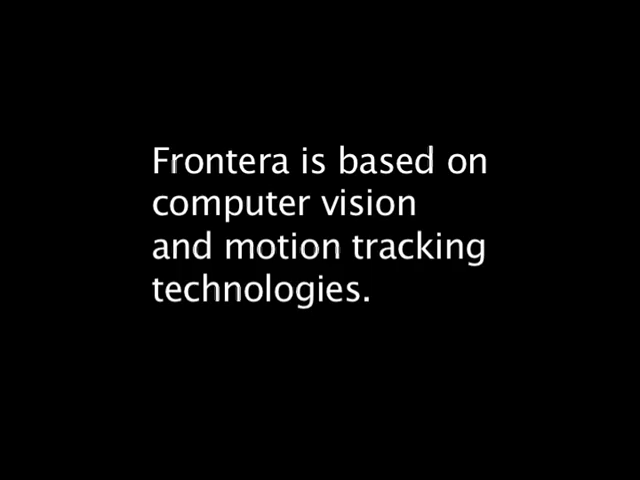 Frontera is based on
computer vision
and motion tracking
technologies.